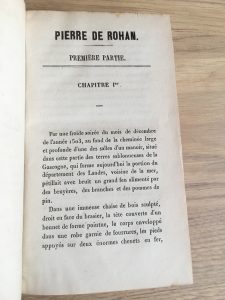 PIERRE DE ROHAN.
PREMIÈRE PARTIE.
CHAPITRE Ier.
Par une froide soirée du mois de décembre
de l'année 1503, au fond de la cheminée large
et profonde d'une des salles d'un manoir, situé
dans cette partie des terres sablonneuses de la
Gascogne, qui forme aujourd'hui la portion du
département des Landes, voisine de la mer,
pétillait avec bruit un grand feu alimenté par
des bruyères, des branches et des pommes de
pin.
Dans une immense chaise de bois sculpté,
droit en face du brasier, la tête couverte d'un
bonnet de forme pointue, le corps enveloppé
dans une robe garnie de fourrures, les pieds
appuyés sur deux énormes chenêts en fer,